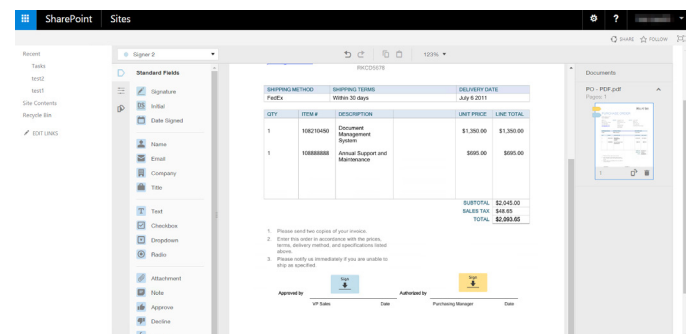 SharePoint Sites
SHARE FOLLOW
Recent
Tasks
test2
test1
Site Contents
Recycle Bin
EDIT LINKS
Signer 2
123%
Standard Fields
Signature
DS Initial
Date Signed
Name
Email
Company
Title
Text
Checkbox
Dropdown
Radio
Attachment
Note
Approve
Decline
SHIPPING METHOD SHIPPING TERMS DELIVERY DATE
FedEx Within 30 days July 6 2011
QTY ITEM # DESCRIPTION UNIT PRICE LINE TOTAL
1 108210450 Document Management System $1,350.00 $1,350.00
1 108888888 Annual Support and Maintenance $695.00 $695.00
SUBTOTAL $2,045.00
SALES TAX $48.65
TOTAL $2,093.65
1. Please send two copies of your invoice.
2. Enter this order in accordance with the prices,
terms, delivery method, and specifications listed
above.
3. Please notify us immediately if you are unable to
ship as specified.
Sign Sign
Approved by Authorized by
VP Sales Date Purchasing Manager Date
Documents
PO - PDF.pdf
Pages: 1
1